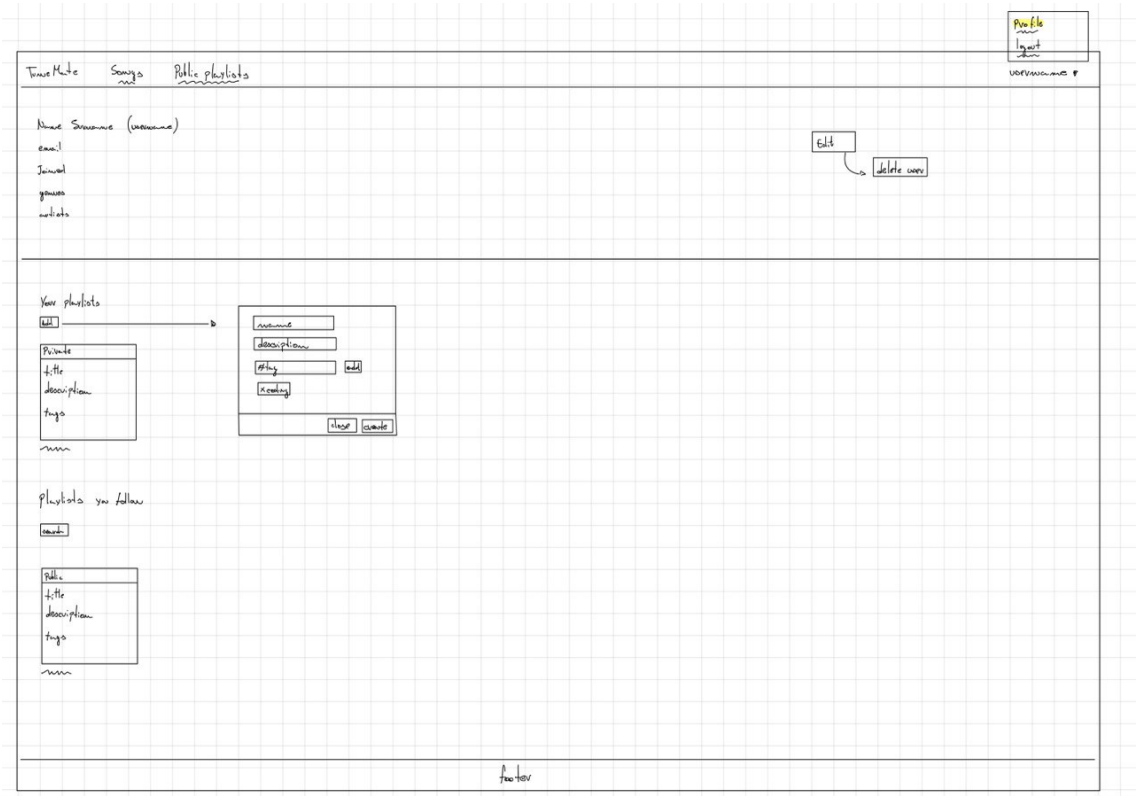 Profile
logout
TuneMate Songs Public playlists username
Name Surname (username)
email
Joined
genres
artists
Edit
delete user
Your playlists
add
name
description
#tag add
Private
title
description
tags
close create
Playlists you follow
search
Public
title
description
tags
footer